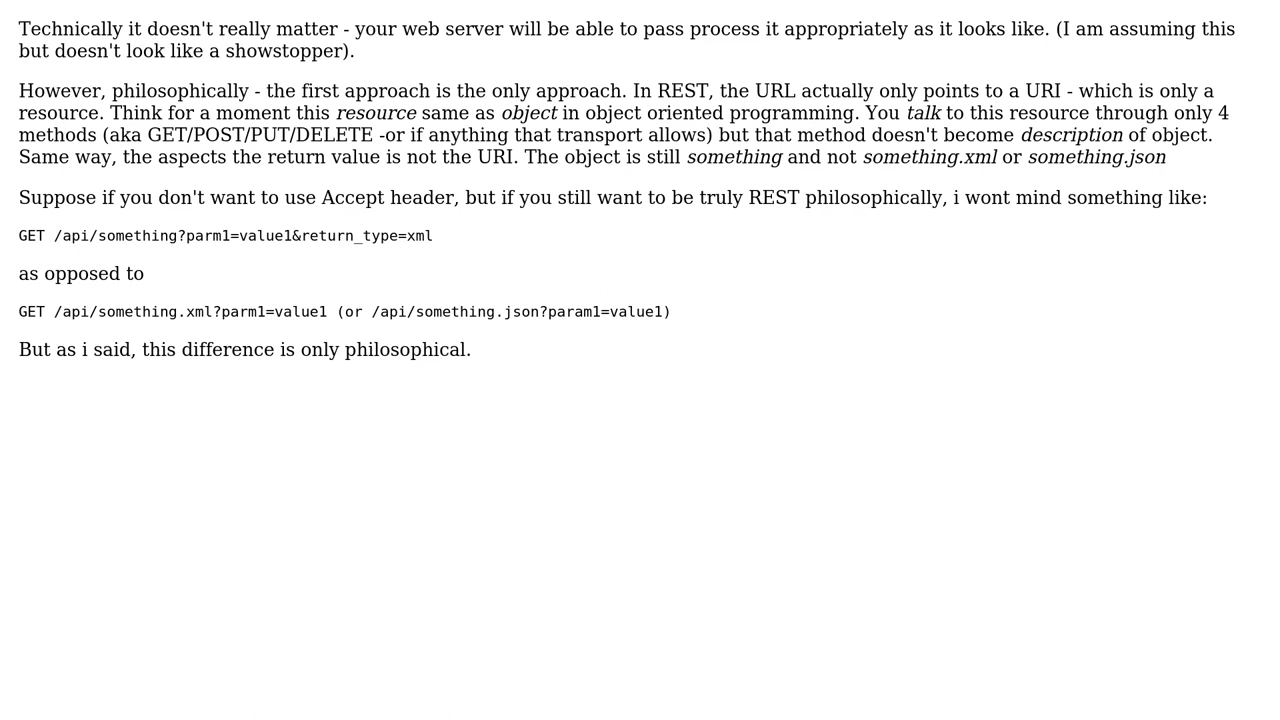 Technically it doesn't really matter - your web server will be able to pass process it appropriately as it looks like. (I am assuming this
but doesn't look like a showstopper).
However, philosophically - the first approach is the only approach. In REST, the URL actually only points to a URI - which is only a
resource. Think for a moment this resource same as object in object oriented programming. You talk to this resource through only 4
methods (aka GET/POST/PUT/DELETE -or if anything that transport allows) but that method doesn't become description of object.
Same way, the aspects the return value is not the URI. The object is still something and not something.xml or something.json
Suppose if you don't want to use Accept header, but if you still want to be truly REST philosophically, i wont mind something like:
GET /api/something?parm1=value1&return_type=xml
as opposed to
GET /api/something.xml?parm1=value1 (or /api/something.json?param1=value1)
But as i said, this difference is only philosophical.